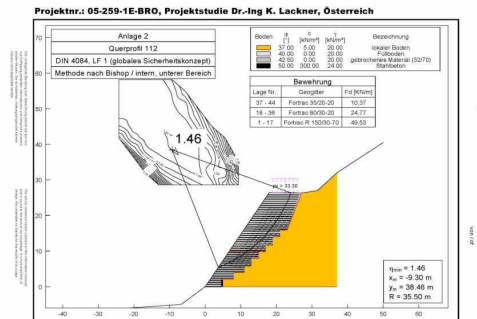 Projektnr.: 05-259-1E-BRO, Projektstudie Dr.-Ing K. Lackner, Österreich
Anlage 2
Querprofil 112
DIN 4084, LF 1 (globales Sicherheitskonzept)
Methode nach Bishop / intern, unterer Bereich
Boden φ c γ Bezeichnung
[°] [kN/m²] [kN/m³]
37.00 5.00 20.00 lokaler Boden
40.00 0.00 20.00 Füllboden
42.50 0.00 20.00 gebrochenes Material (32/70)
50.00 300.00 24.00 Stahlbeton
Bewehrung
Lage Nr. Geogitter Fd [KN/m]
37 - 44 Fortrac 35/20-20 10,37
18 - 36 Fortrac 80/30-20 24,77
1 - 17 Fortrac R 150/30-70 49,53
1.46
pv = 33.30
ηmin = 1.46
xm = -9.30 m
ym = 38.46 m
R = 35.50 m
70
60
50
40
30
20
10
0
-40 -30 -20 -10 0 10 20 30 40 50 60